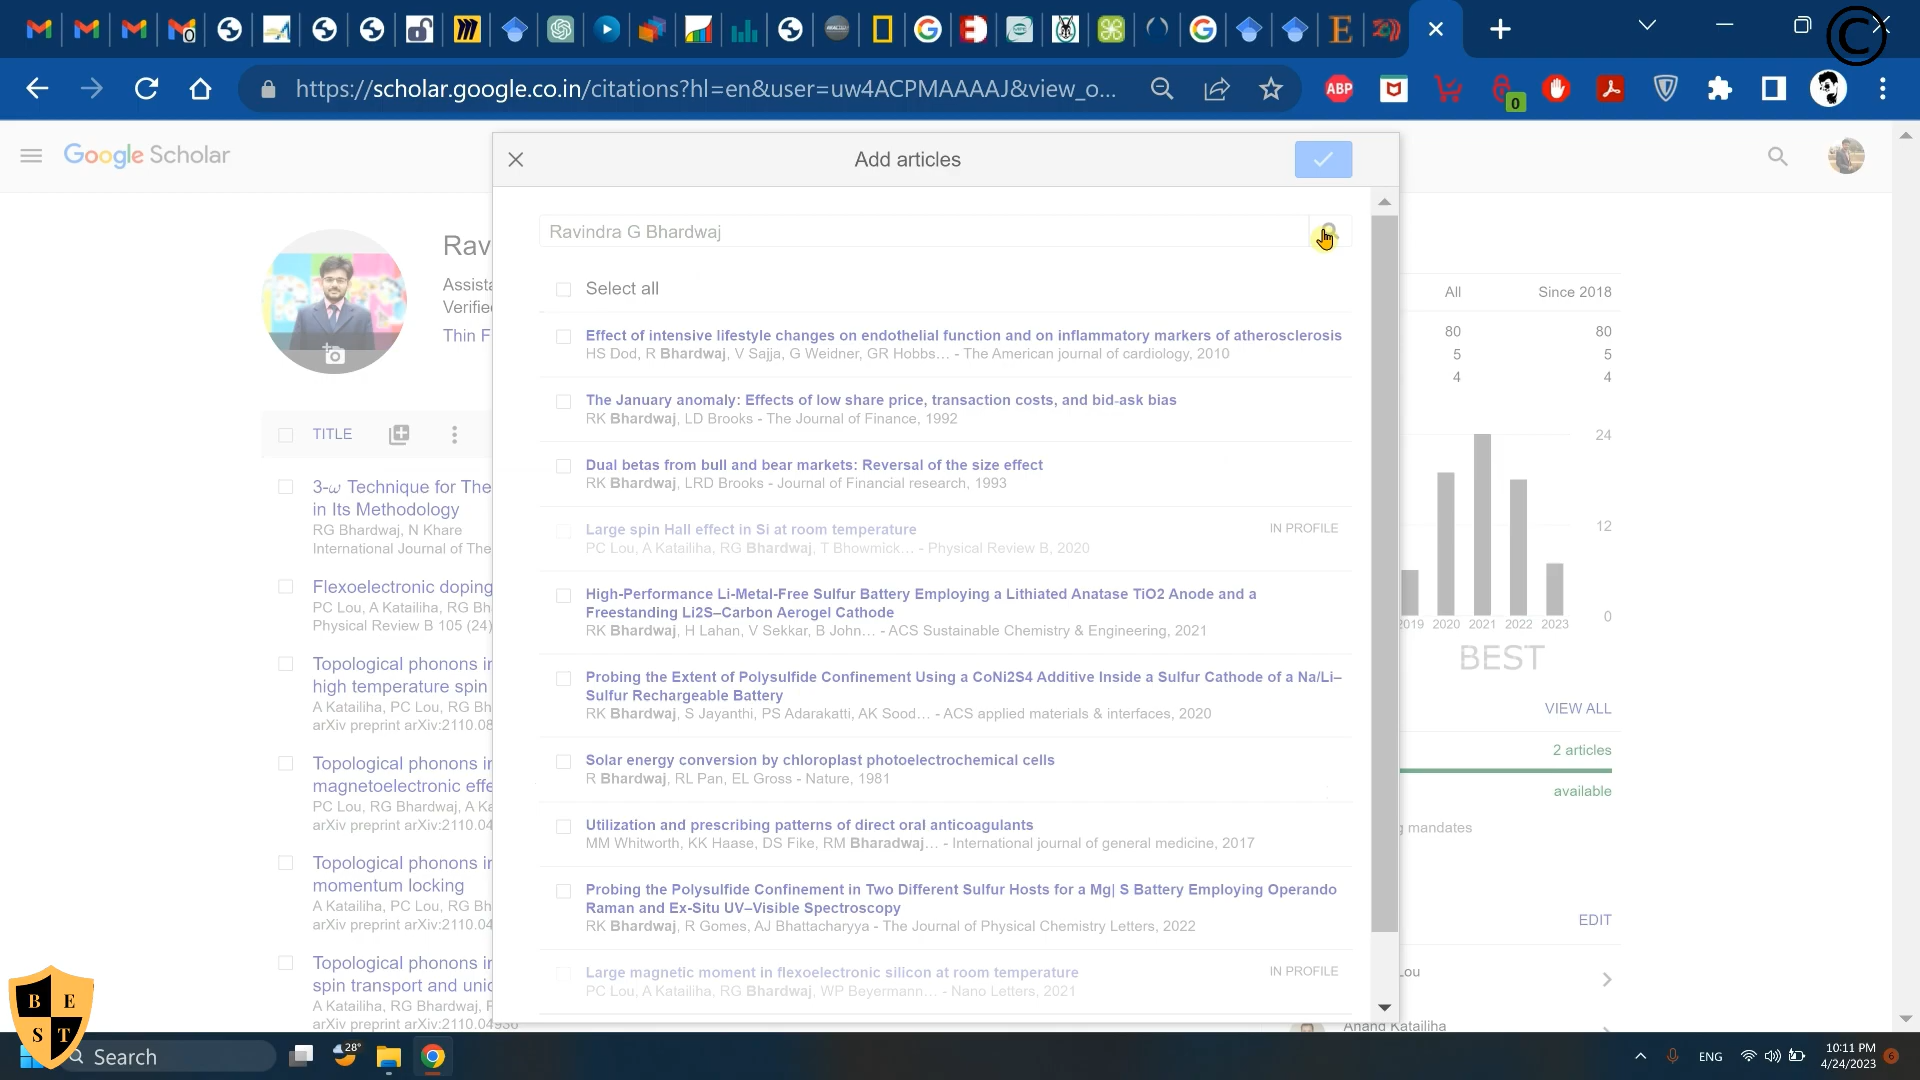 https://scholar.google.co.in/citations?hl=en&user=uw4ACPMAAAAJ&view_o...
ABP
0
©
Google Scholar
Add articles
Rav
Assista
Verified
Thin F
Ravindra G Bhardwaj
Select all
Effect of intensive lifestyle changes on endothelial function and on inflammatory markers of atherosclerosis
HS Dod, R Bhardwaj, V Sajja, G Weidner, GR Hobbs... - The American journal of cardiology, 2010
The January anomaly: Effects of low share price, transaction costs, and bid-ask bias
RK Bhardwaj, LD Brooks - The Journal of Finance, 1992
Dual betas from bull and bear markets: Reversal of the size effect
RK Bhardwaj, LRD Brooks - Journal of Financial research, 1993
Large spin Hall effect in Si at room temperature
IN PROFILE
PC Lou, A Katailiha, RG Bhardwaj, T Bhowmick... - Physical Review B, 2020
High-Performance Li-Metal-Free Sulfur Battery Employing a Lithiated Anatase TiO2 Anode and a
Freestanding Li2S–Carbon Aerogel Cathode
RK Bhardwaj, H Lahan, V Sekkar, B John... - ACS Sustainable Chemistry & Engineering, 2021
Probing the Extent of Polysulfide Confinement Using a CoNi2S4 Additive Inside a Sulfur Cathode of a Na/Li–
Sulfur Rechargeable Battery
RK Bhardwaj, S Jayanthi, PS Adarakatti, AK Sood... - ACS applied materials & interfaces, 2020
Solar energy conversion by chloroplast photoelectrochemical cells
R Bhardwaj, RL Pan, EL Gross - Nature, 1981
Utilization and prescribing patterns of direct oral anticoagulants
MM Whitworth, KK Haase, DS Fike, RM Bharadwaj... - International journal of general medicine, 2017
Probing the Polysulfide Confinement in Two Different Sulfur Hosts for a Mg| S Battery Employing Operando
Raman and Ex-Situ UV–Visible Spectroscopy
RK Bhardwaj, R Gomes, AJ Bhattacharyya - The Journal of Physical Chemistry Letters, 2022
Large magnetic moment in flexoelectronic silicon at room temperature
IN PROFILE
PC Lou, A Katailiha, RG Bhardwaj, WP Beyermann... - Nano Letters, 2021
TITLE
3-ω Technique for The
in Its Methodology
RG Bhardwaj, N Khare
International Journal of The
Flexoelectronic doping
PC Lou, A Katailiha, RG Bh
Physical Review B 105 (24)
Topological phonons in
high temperature spin
A Katailiha, PC Lou, RG Bh
arXiv preprint arXiv:2110.08
Topological phonons in
magnetoelectronic effe
PC Lou, RG Bhardwaj, A Ka
arXiv preprint arXiv:2110.04
Topological phonons in
momentum locking
A Katailiha, PC Lou, RG Bh
arXiv preprint arXiv:2110.04
Topological phonons in
spin transport and unid
A Katailiha, RG Bhardwaj, P
arXiv preprint arXiv:2110.04936
All Since 2018
80 80
5 5
4 4
24
12
0
2019 2020 2021 2022 2023
BEST
VIEW ALL
2 articles
available
g mandates
EDIT
Lou
Anand Katailiha
B E
S T
Search
28°
ENG
10:11 PM
4/24/2023
6